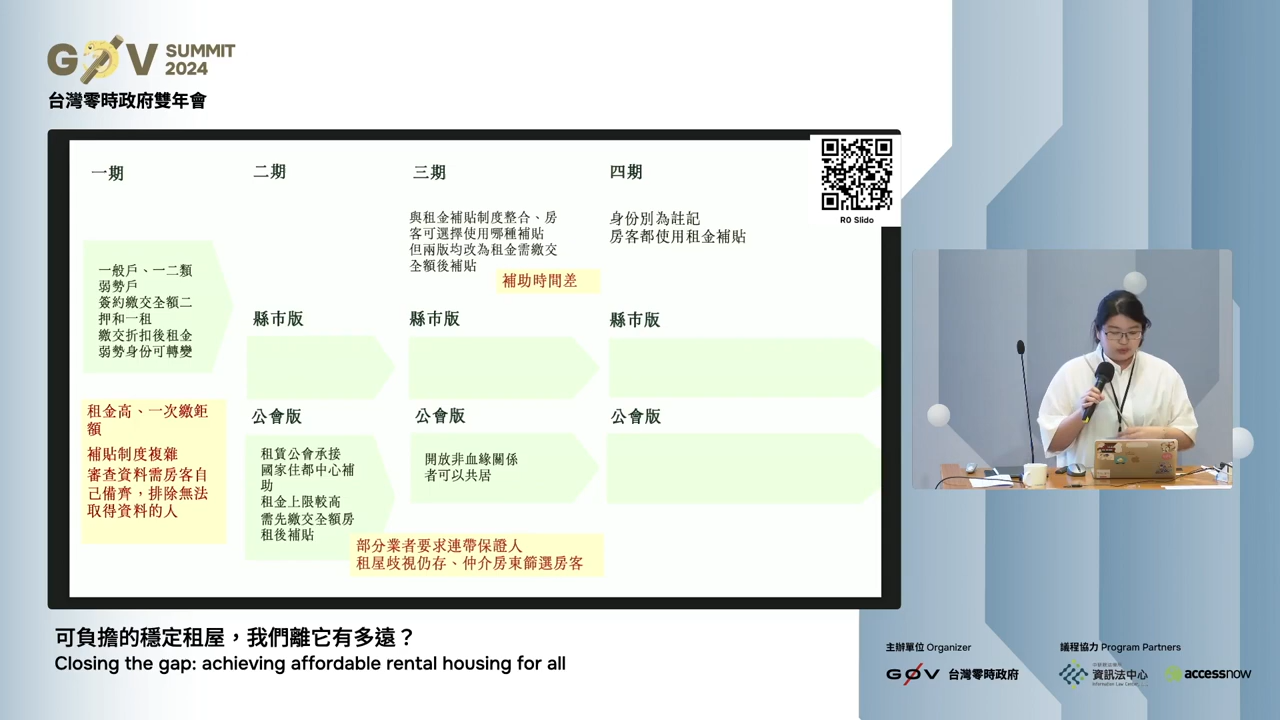 G0V SUMMIT 2024
台灣零時政府雙年會
一期
一般戶、一二類
弱勢戶
簽約繳交全額二
押和一租
繳交折扣後租金
弱勢身份可轉變
租金高、一次繳鉅
額
補貼制度複雜
審查資料需房客自
己備齊，排除無法
取得資料的人
二期
縣市版
公會版
租賃公會承接
國家住都中心補
助
租金上限較高
需先繳交全額房
租後補貼
三期
與租金補貼制度整合、房
客可選擇使用哪種補貼
但兩版均改為租金需繳交
全額後補貼
補助時間差
縣市版
公會版
開放非血緣關係
者可以共居
部分業者要求連帶保證人
租屋歧視仍存、仲介房東篩選房客
四期
身份別為註記
房客都使用租金補貼
縣市版
公會版
R0 Slido
可負擔的穩定租屋，我們離它有多遠？
Closing the gap: achieving affordable rental housing for all
主辦單位 Organizer
G0V 台灣零時政府
議程協力 Program Partners
資訊法中心
Information Law Center
accessnow